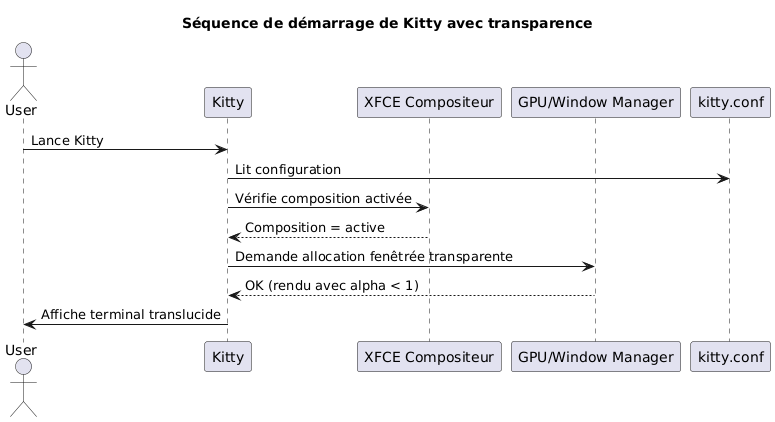 Séquence de démarrage de Kitty avec transparence
User
Kitty
XFCE Compositeur
GPU/Window Manager
kitty.conf
Lance Kitty
Lit configuration
Vérifie composition activée
Composition = active
Demande allocation fenêtrée transparente
OK (rendu avec alpha < 1)
Affiche terminal translucide
User
Kitty
XFCE Compositeur
GPU/Window Manager
kitty.conf